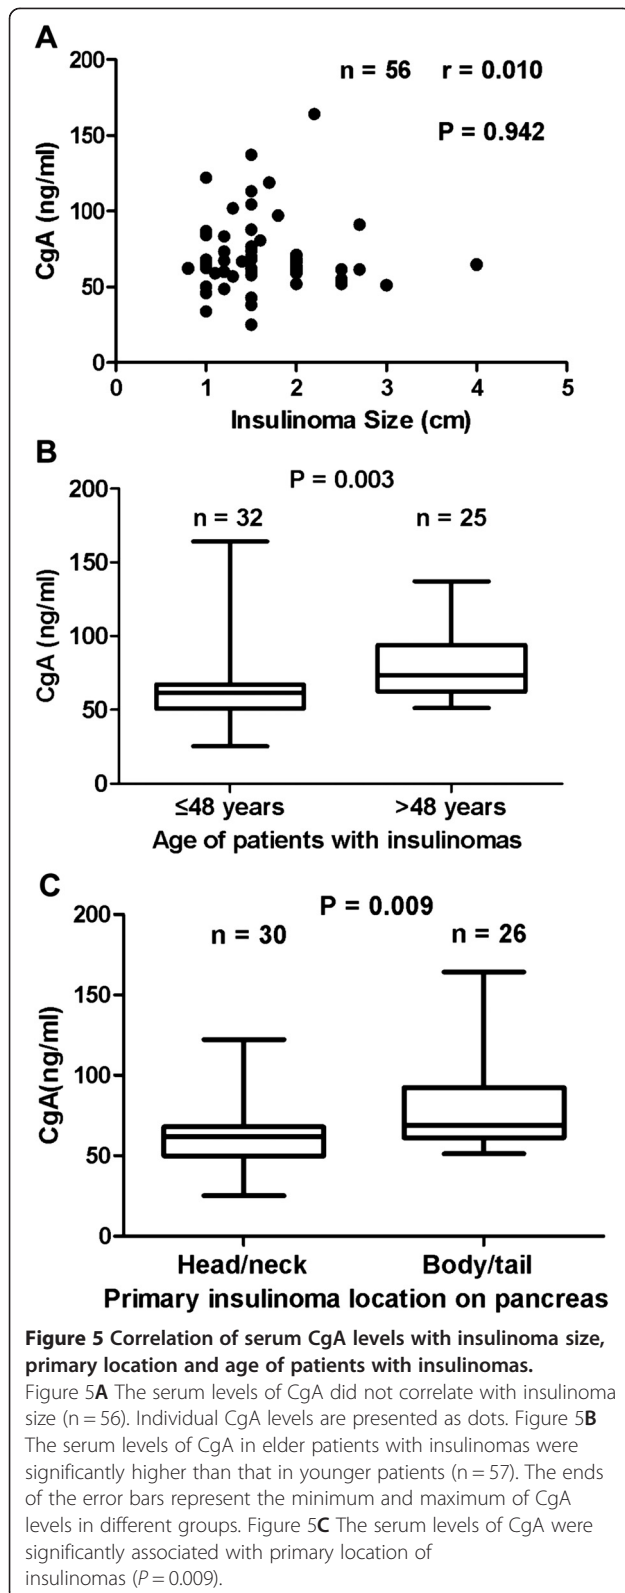 A
n = 56 r = 0.010
P = 0.942
200
150
100
50
0
CgA (ng/ml)
0 1 2 3 4 5
Insulinoma Size (cm)
B
P = 0.003
n = 32 n = 25
200
150
100
50
0
CgA (ng/ml)
≤48 years >48 years
Age of patients with insulinomas
C
P = 0.009
n = 30 n = 26
200
150
100
50
0
CgA(ng/ml)
Head/neck Body/tail
Primary insulinoma location on pancreas
Figure 5 Correlation of serum CgA levels with insulinoma size,
primary location and age of patients with insulinomas.
Figure 5A The serum levels of CgA did not correlate with insulinoma
size (n = 56). Individual CgA levels are presented as dots. Figure 5B
The serum levels of CgA in elder patients with insulinomas were
significantly higher than that in younger patients (n = 57). The ends
of the error bars represent the minimum and maximum of CgA
levels in different groups. Figure 5C The serum levels of CgA were
significantly associated with primary location of
insulinomas (P = 0.009).